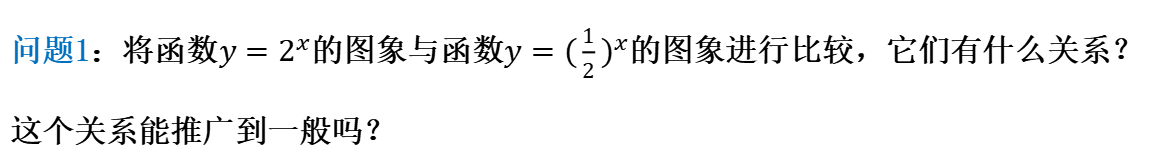 问题1：将函数y = 2^x的图象与函数y = (1/2)^x的图象进行比较，它们有什么关系？
这个关系能推广到一般吗？